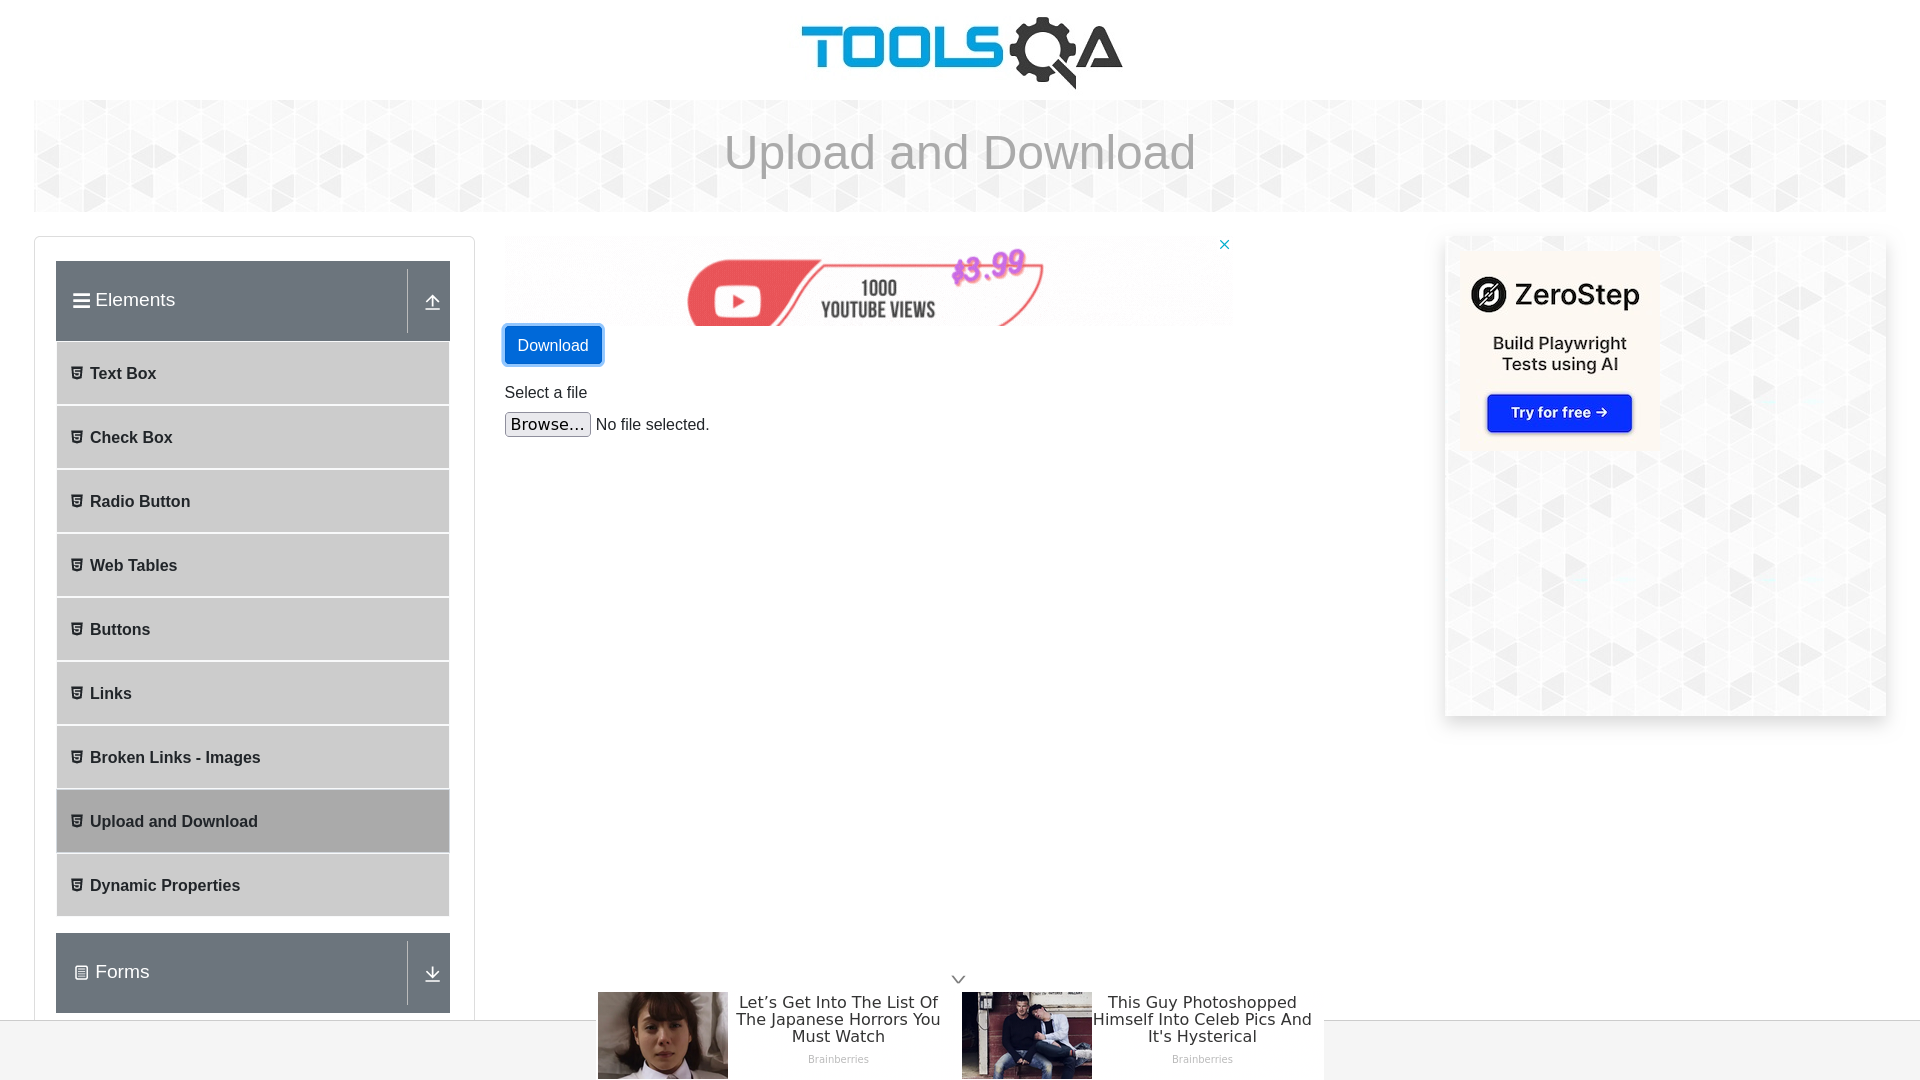 TOOLSQA
Upload and Download
Elements
Text Box
Check Box
Radio Button
Web Tables
Buttons
Links
Broken Links - Images
Upload and Download
Dynamic Properties
Forms
1000
YOUTUBE VIEWS
$3.99
Download
Select a file
Browse... No file selected.
ZeroStep
Build Playwright
Tests using AI
Try for free →
Let’s Get Into The List Of
The Japanese Horrors You
Must Watch
Brainberries
This Guy Photoshopped
Himself Into Celeb Pics And
It's Hysterical
Brainberries